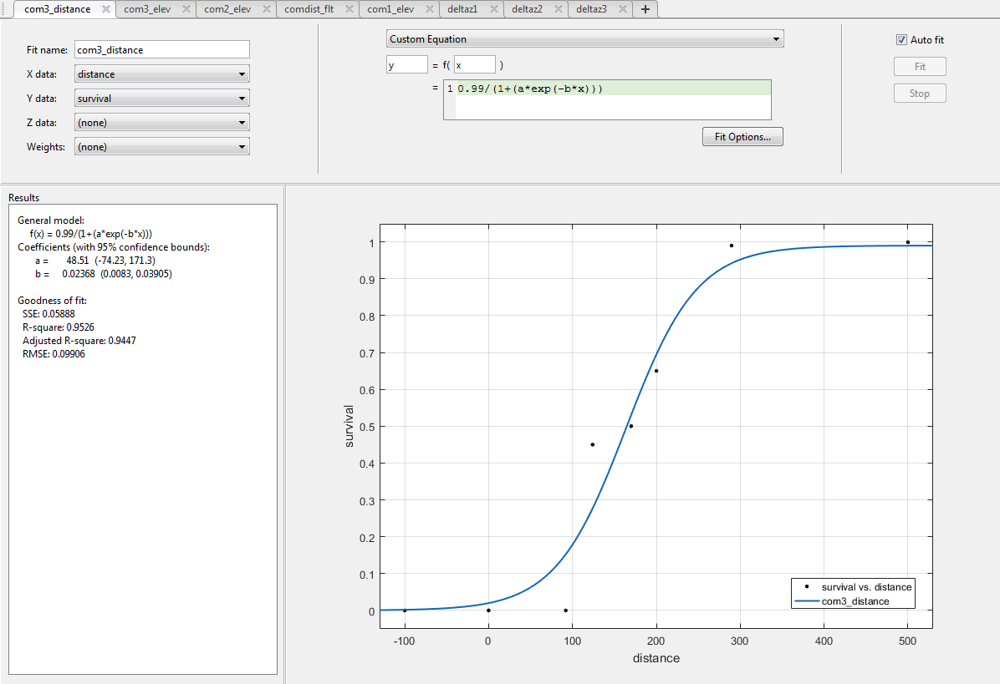 com3_distance com3_elev com2_elev comdist_flt com1_elev deltaz1 deltaz2 deltaz3 +
Fit name: com3_distance
X data: distance
Y data: survival
Z data: (none)
Weights: (none)
Custom Equation
y = f( x )
= 1 0.99/(1+(a*exp(-b*x)))
Fit Options...
Auto fit
Fit
Stop
Results
General model:
f(x) = 0.99/(1+(a*exp(-b*x)))
Coefficients (with 95% confidence bounds):
a = 48.51 (-74.23, 171.3)
b = 0.02368 (0.0083, 0.03905)
Goodness of fit:
SSE: 0.05888
R-square: 0.9526
Adjusted R-square: 0.9447
RMSE: 0.09906
survival
1
0.9
0.8
0.7
0.6
0.5
0.4
0.3
0.2
0.1
0
-100 0 100 200 300 400 500
distance
survival vs. distance
com3_distance